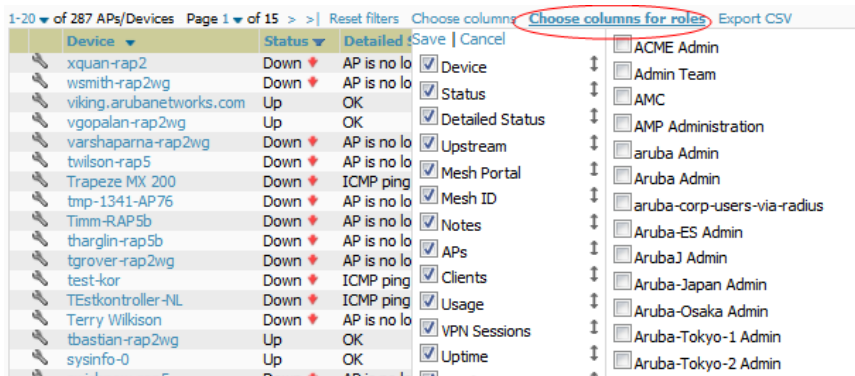 1-20 of 287 APs/Devices Page 1 of 15 > >| Reset filters Choose columns Choose columns for roles Export CSV
Device Status Detailed
xquan-rap2 Down AP is no lo
wsmith-rap2wg Down AP is no lo
viking.arubanetworks.com Up OK
vgopalan-rap2wg Up OK
varshaparna-rap2wg Down AP is no lo
twilson-rap5 Down AP is no lo
Trapeze MX 200 Down ICMP ping
tmp-1341-AP76 Down AP is no lo
Timm-RAP5b Down AP is no lo
tharglin-rap5b Down AP is no lo
tgrover-rap2wg Down AP is no lo
test-kor Down ICMP ping
TEstkontroller-NL Down ICMP ping
Terry Wilkison Down AP is no lo
tbastian-rap2wg Up OK
sysinfo-0 Up OK
Save | Cancel
Device
Status
Detailed Status
Upstream
Mesh Portal
Mesh ID
Notes
APs
Clients
Usage
VPN Sessions
Uptime
ACME Admin
Admin Team
AMC
AMP Administration
aruba Admin
Aruba Admin
aruba-corp-users-via-radius
Aruba-ES Admin
ArubaJ Admin
Aruba-Japan Admin
Aruba-Osaka Admin
Aruba-Tokyo-1 Admin
Aruba-Tokyo-2 Admin